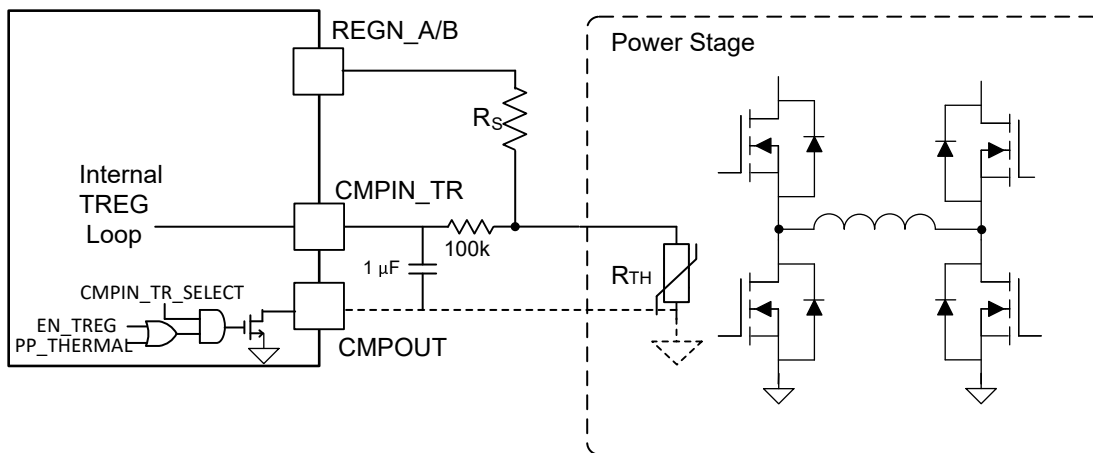 REGN_A/B
Power Stage
RS
Internal
TREG
Loop
CMPIN_TR
100k
1 μF
RTH
CMPIN_TR_SELECT
EN_TREG
PP_THERMAL
CMPOUT